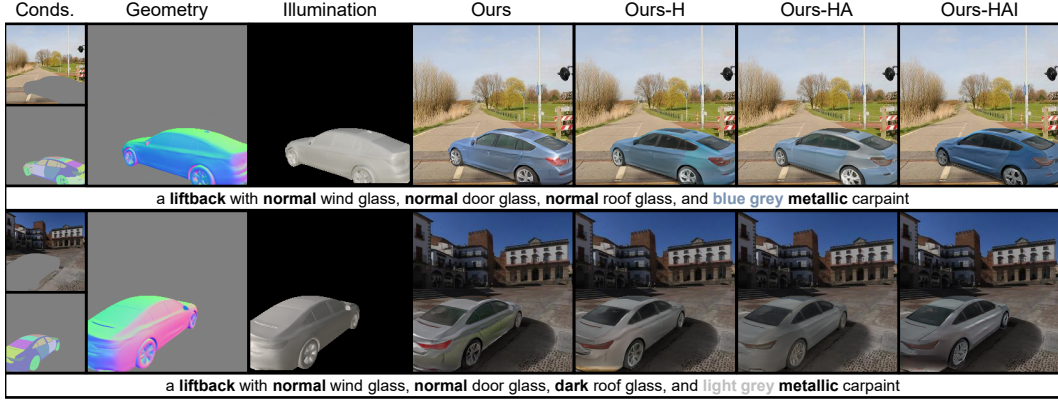 Conds. Geometry Illumination Ours Ours-H Ours-HA Ours-HAI
a liftback with normal wind glass, normal door glass, normal roof glass, and blue grey metallic carpaint
a liftback with normal wind glass, normal door glass, dark roof glass, and light grey metallic carpaint